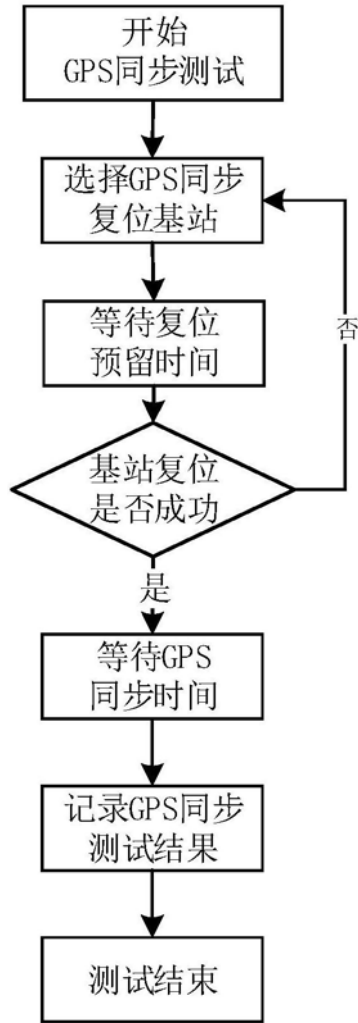 开始
GPS同步测试
选择GPS同步
复位基站
等待复位
预留时间
否
基站复位
是否成功
是
等待GPS
同步时间
记录GPS同步
测试结果
测试结束